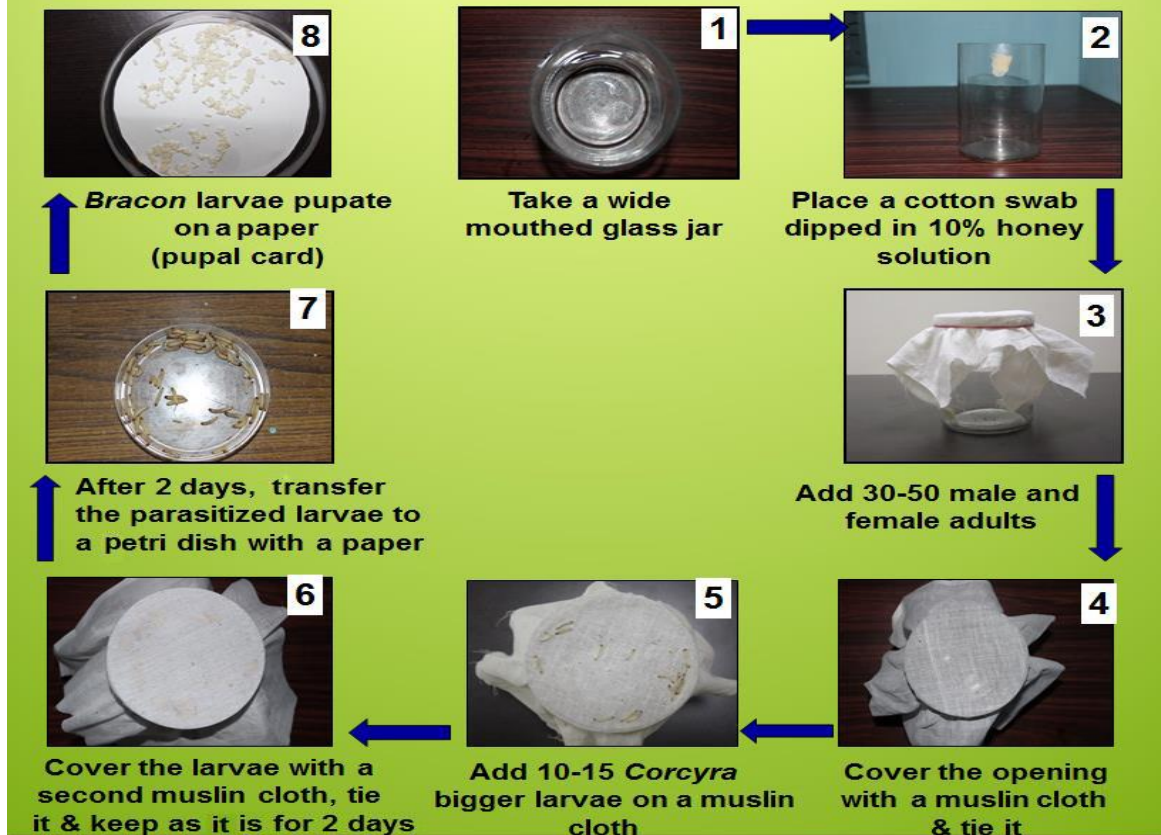 1
Take a wide
mouthed glass jar
2
Place a cotton swab
dipped in 10% honey
solution
3
Add 30-50 male and
female adults
4
Cover the opening
with a muslin cloth
& tie it
5
Add 10-15 Corcyra
bigger larvae on a muslin
cloth
6
Cover the larvae with a
second muslin cloth, tie
it & keep as it is for 2 days
7
After 2 days, transfer
the parasitized larvae to
a petri dish with a paper
8
Bracon larvae pupate
on a paper
(pupal card)